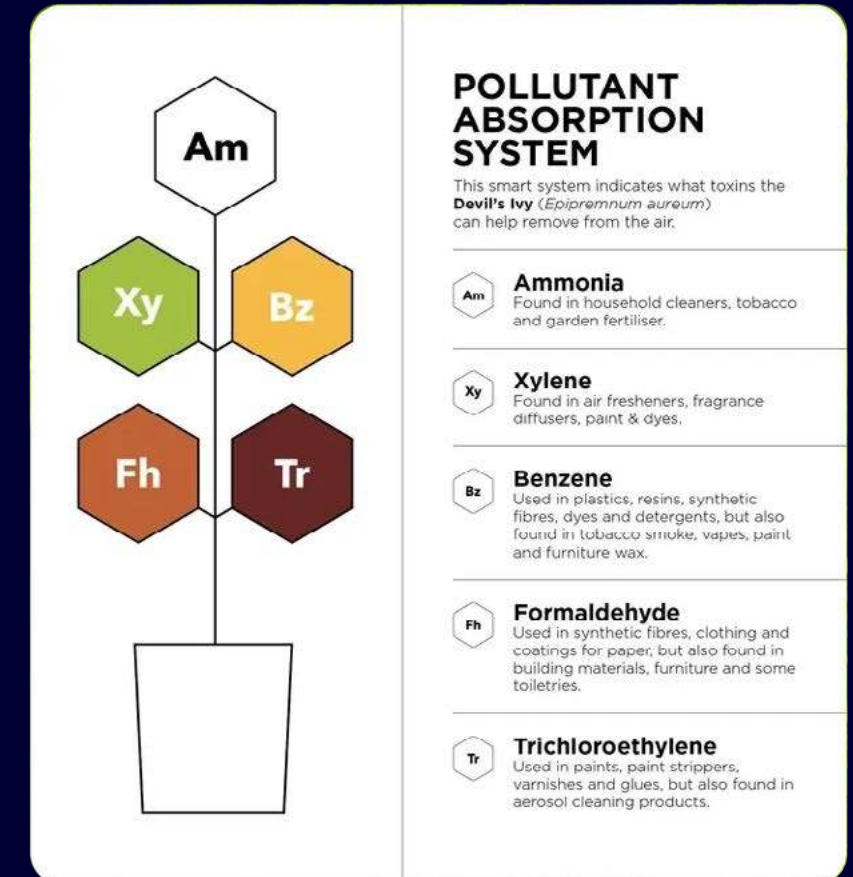 Am
Xy
Bz
Fh
Tr
POLLUTANT
ABSORPTION
SYSTEM
This smart system indicates what toxins the
Devil's Ivy (Epipremnum aureum)
can help remove from the air.
Am
Ammonia
Found in household cleaners, tobacco
and garden fertiliser.
Xy
Xylene
Found in air fresheners, fragrance
diffusers, paint & dyes.
Bz
Benzene
Used in plastics, resins, synthetic
fibres, dyes and detergents, but also
found in tobacco smoke, vapes, paint
and furniture wax.
Fh
Formaldehyde
Used in synthetic fibres, clothing and
coatings for paper, but also found in
building materials, furniture and some
toiletries.
Tr
Trichloroethylene
Used in paints, paint strippers,
varnishes and glues, but also found in
aerosol cleaning products.